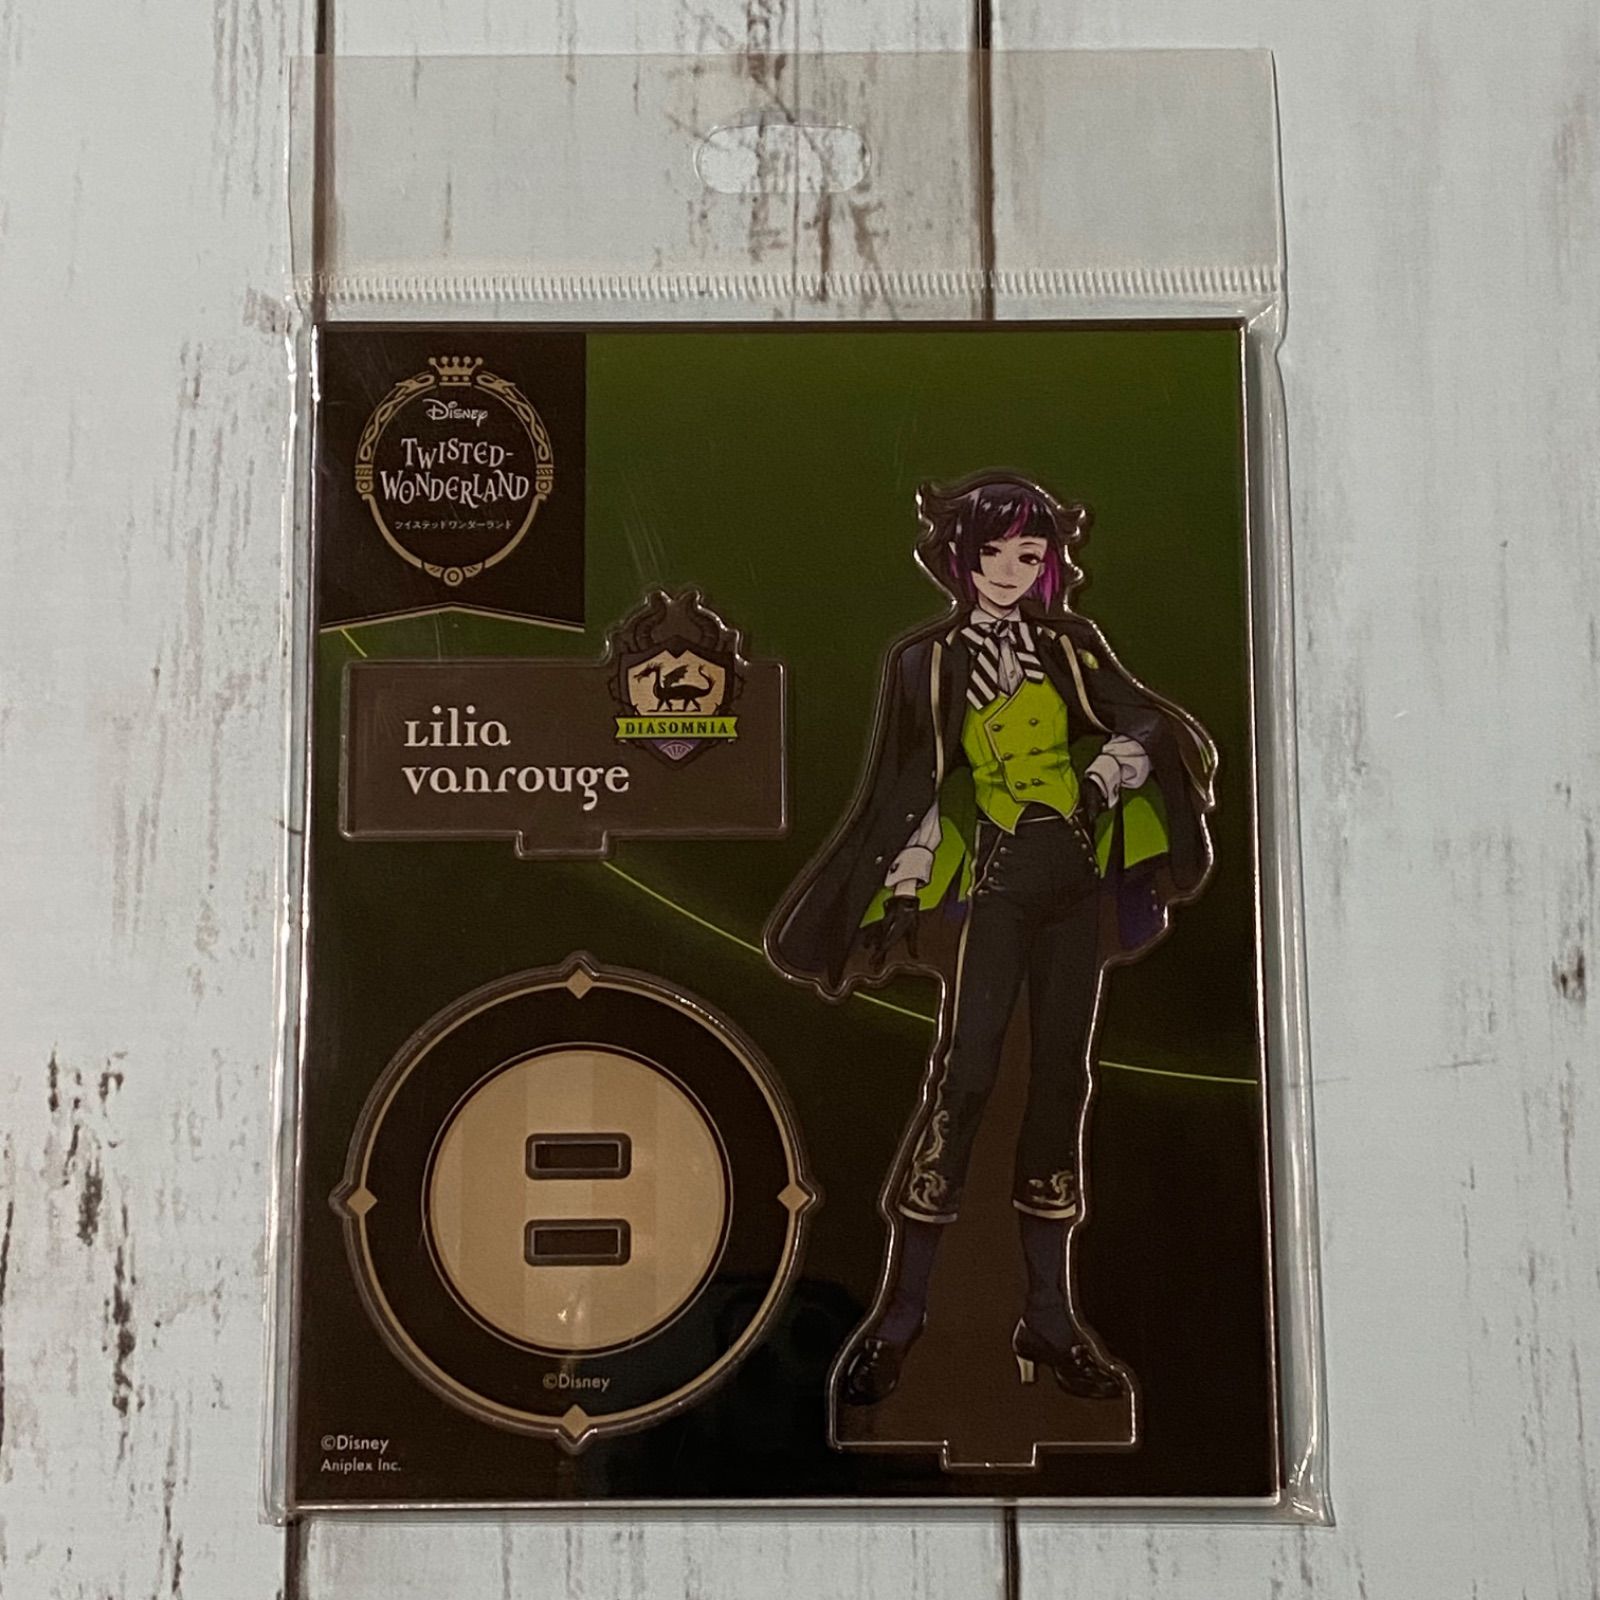 Disney
TWISTED-
WONDERLAND
ツイステッドワンダーランド
Lilia
vanrouge
DIASOMNIA
©Disney
©Disney
Aniplex Inc.